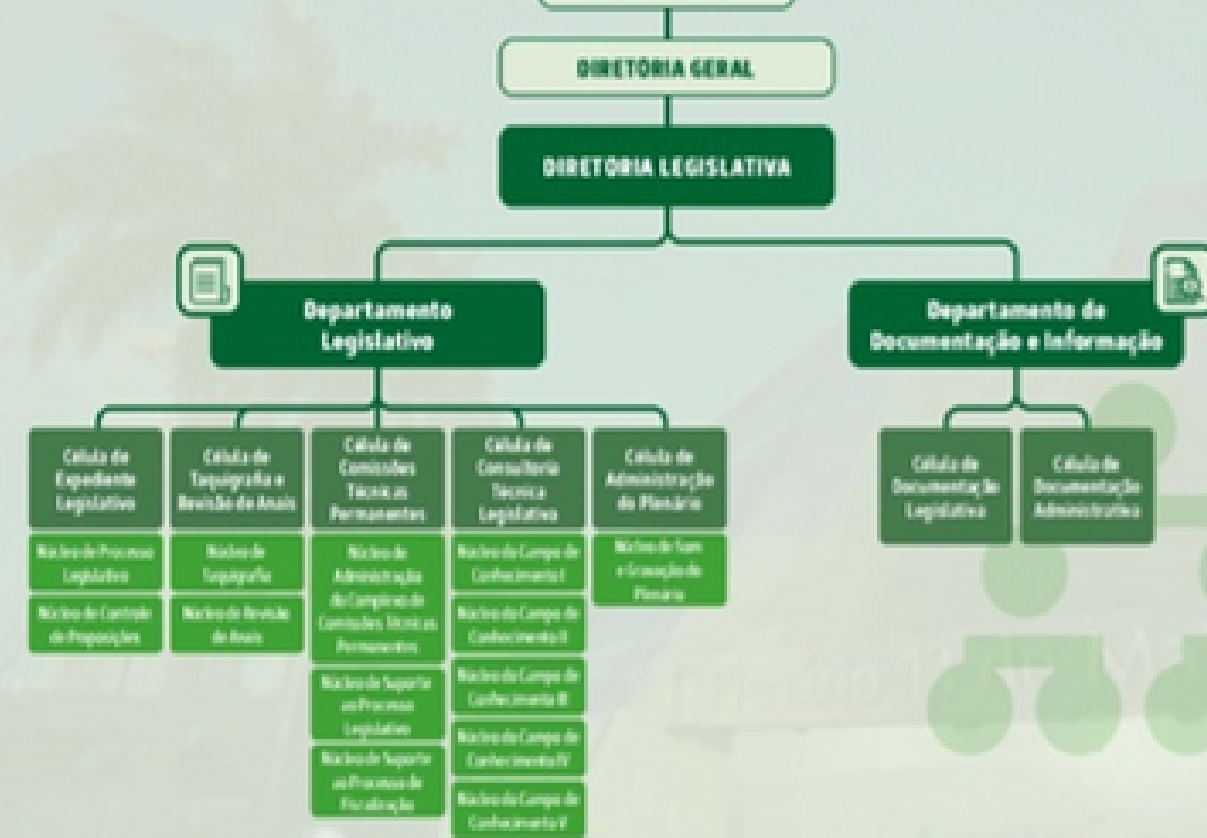 DIRETORIA GERAL
DIRETORIA LEGISLATIVA
Departamento
Legislativo
Departamento de
Documentação e Informação
Célula de
Expediente
Legislativo
Célula de
Taquigrafia e
Revisão de Anais
Célula de
Comissões
Técnicas
Permanentes
Célula de
Consultoria
Técnica
Legislativa
Célula de
Administração
do Plenário
Célula de
Documentação
Legislativa
Célula de
Documentação
Administrativa
Núcleo de Processo
Legislativo
Núcleo de Controle
de Proposições
Núcleo de
Taquigrafia
Núcleo de Revisão
de Anais
Núcleo de
Administração
do Complexo de
Comissões Técnicas
Permanentes
Núcleo de Suporte
ao Processo
Legislativo
Núcleo de Suporte
ao Processo de
Fiscalização
Núcleo do Campo de
Conhecimento I
Núcleo do Campo de
Conhecimento II
Núcleo do Campo de
Conhecimento III
Núcleo do Campo de
Conhecimento IV
Núcleo do Campo de
Conhecimento V
Núcleo de Som
e Gravação do
Plenário